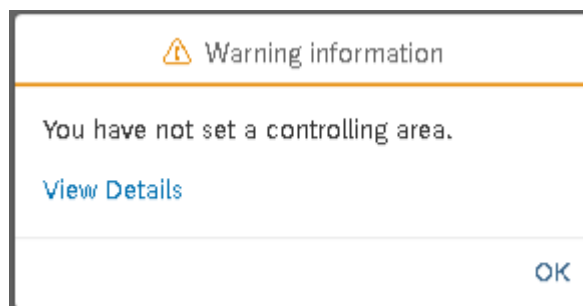 Warning information
You have not set a controlling area.
View Details
OK